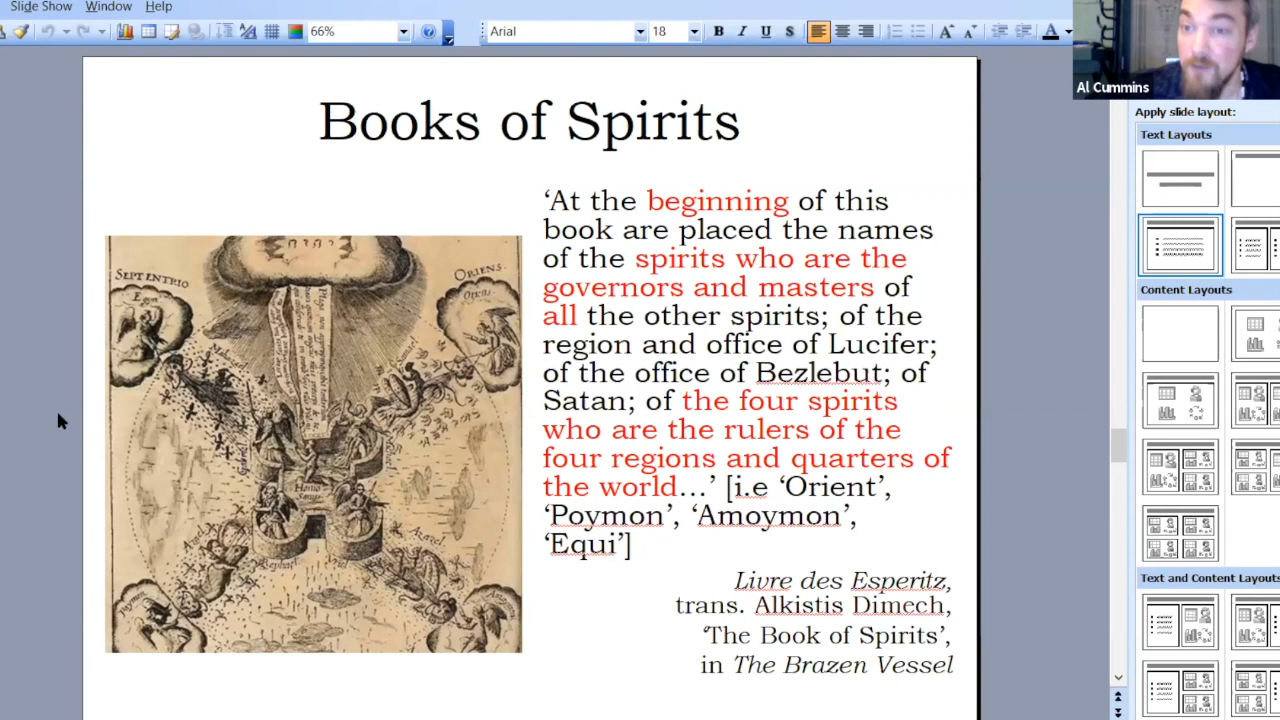 Slide Show Window Help
66%
Arial
18
B I U S A A A
Al Cummins
Apply slide layout:
Text Layouts
Content Layouts
Text and Content Layouts
Books of Spirits
‘At the beginning of this
book are placed the names
of the spirits who are the
governors and masters of
all the other spirits; of the
region and office of Lucifer;
of the office of Bezlebut; of
Satan; of the four spirits
who are the rulers of the
four regions and quarters of
the world…’ [i.e ‘Orient’,
‘Poymon’, ‘Amoymon’,
‘Equi’]
Livre des Esperitz,
trans. Alkistis Dimech,
‘The Book of Spirits’,
in The Brazen Vessel
יהוה
SEPTENTRIO
ORIENS.
Oriens.
Homo
Sanus